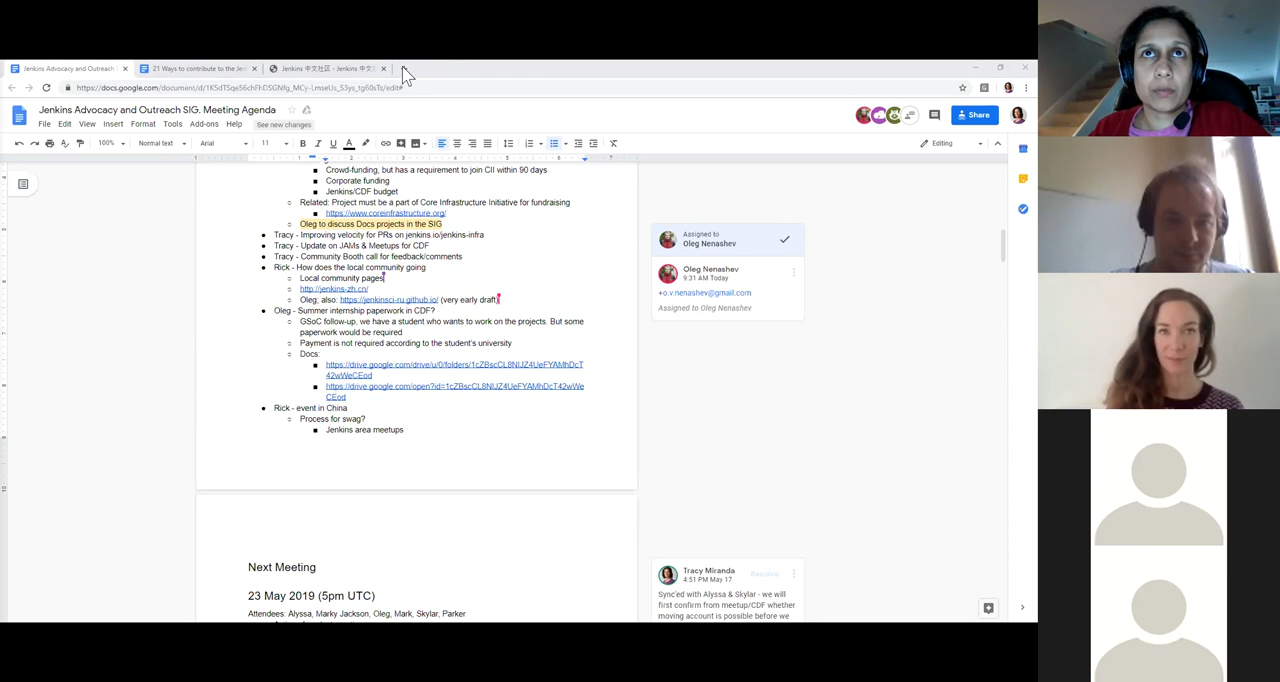 Jenkins Advocacy and Outreach
21 Ways to contribute to the Jen
Jenkins 中文社区 - Jenkins 中文
Jenkins Advocacy and Outreach SIG. Meeting Agenda
File Edit View Insert Format Tools Add-ons Help See new changes
Share
100% Normal text Arial 11 Editing
Crowd-funding, but has a requirement to join CII within 90 days
Corporate funding
Jenkins/CDF budget
Related: Project must be a part of Core Infrastructure Initiative for fundraising
https://www.coreinfrastructure.org/
Oleg to discuss Docs projects in the SIG
Tracy - Improving velocity for PRs on jenkins.io/jenkins-infra
Tracy - Update on JAMs & Meetups for CDF
Tracy - Community Booth call for feedback/comments
Rick - How does the local community going
Local community pages
http://jenkins-zh.cn/
Oleg, also: https://jenkinsci-ru.github.io/ (very early draft)
Oleg - Summer internship paperwork in CDF?
GSoC follow-up, we have a student who wants to work on the projects. But some
paperwork would be required
Payment is not required according to the student's university
Docs:
https://drive.google.com/drive/u/0/folders/1cZBscCL8NIJZ4UeFYAMhDcT
42wWeCEod
https://drive.google.com/open?id=1cZBscCL8NIJZ4UeFYAMhDcT42wWe
CEod
Rick - event in China
Process for swag?
Jenkins area meetups
Next Meeting
23 May 2019 (5pm UTC)
Attendees: Alyssa, Marky Jackson, Oleg, Mark, Skylar, Parker
Assigned to
Oleg Nenashev
Oleg Nenashev
9:31 AM Today
+o.v.nenashev@gmail.com
Assigned to Oleg Nenashev
Tracy Miranda
Resolve
4:51 PM May 17
Sync'ed with Alyssa & Skylar - we will
first confirm from meetup/CDF whether
moving account is possible before we